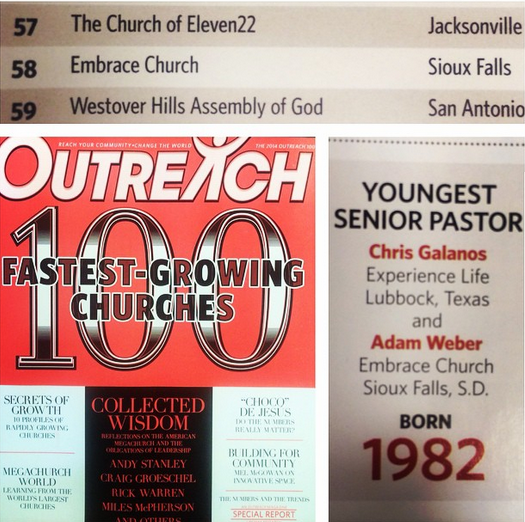 57 The Church of Eleven22 Jacksonville
58 Embrace Church Sioux Falls
59 Westover Hills Assembly of God San Antonio
REACH YOUR COMMUNITY•CHANGE THE WORLD THE 2014 OUTREACH 100
OUTREACH
100
FASTEST-GROWING
CHURCHES
SECRETS OF
GROWTH
10 PROFILES OF
RAPIDLY GROWING
CHURCHES
MEGACHURCH
WORLD
LEARNING FROM THE
WORLD'S LARGEST
CHURCHES
COLLECTED
WISDOM
REFLECTIONS ON THE AMERICAN
MEGACHURCH AND THE
OBLIGATIONS OF LEADERSHIP
ANDY STANLEY
CRAIG GROESCHEL
RICK WARREN
MILES McPHERSON
AND OTHERS
"CHOCO"
DE JESUS
DO THE NUMBERS
REALLY MATTER?
BUILDING FOR
COMMUNITY
MEL McGOWAN ON
INNOVATIVE SPACE
THE NUMBERS AND THE TRENDS
SPECIAL REPORT
YOUNGEST
SENIOR PASTOR
Chris Galanos
Experience Life
Lubbock, Texas
and
Adam Weber
Embrace Church
Sioux Falls, S.D.
BORN
1982